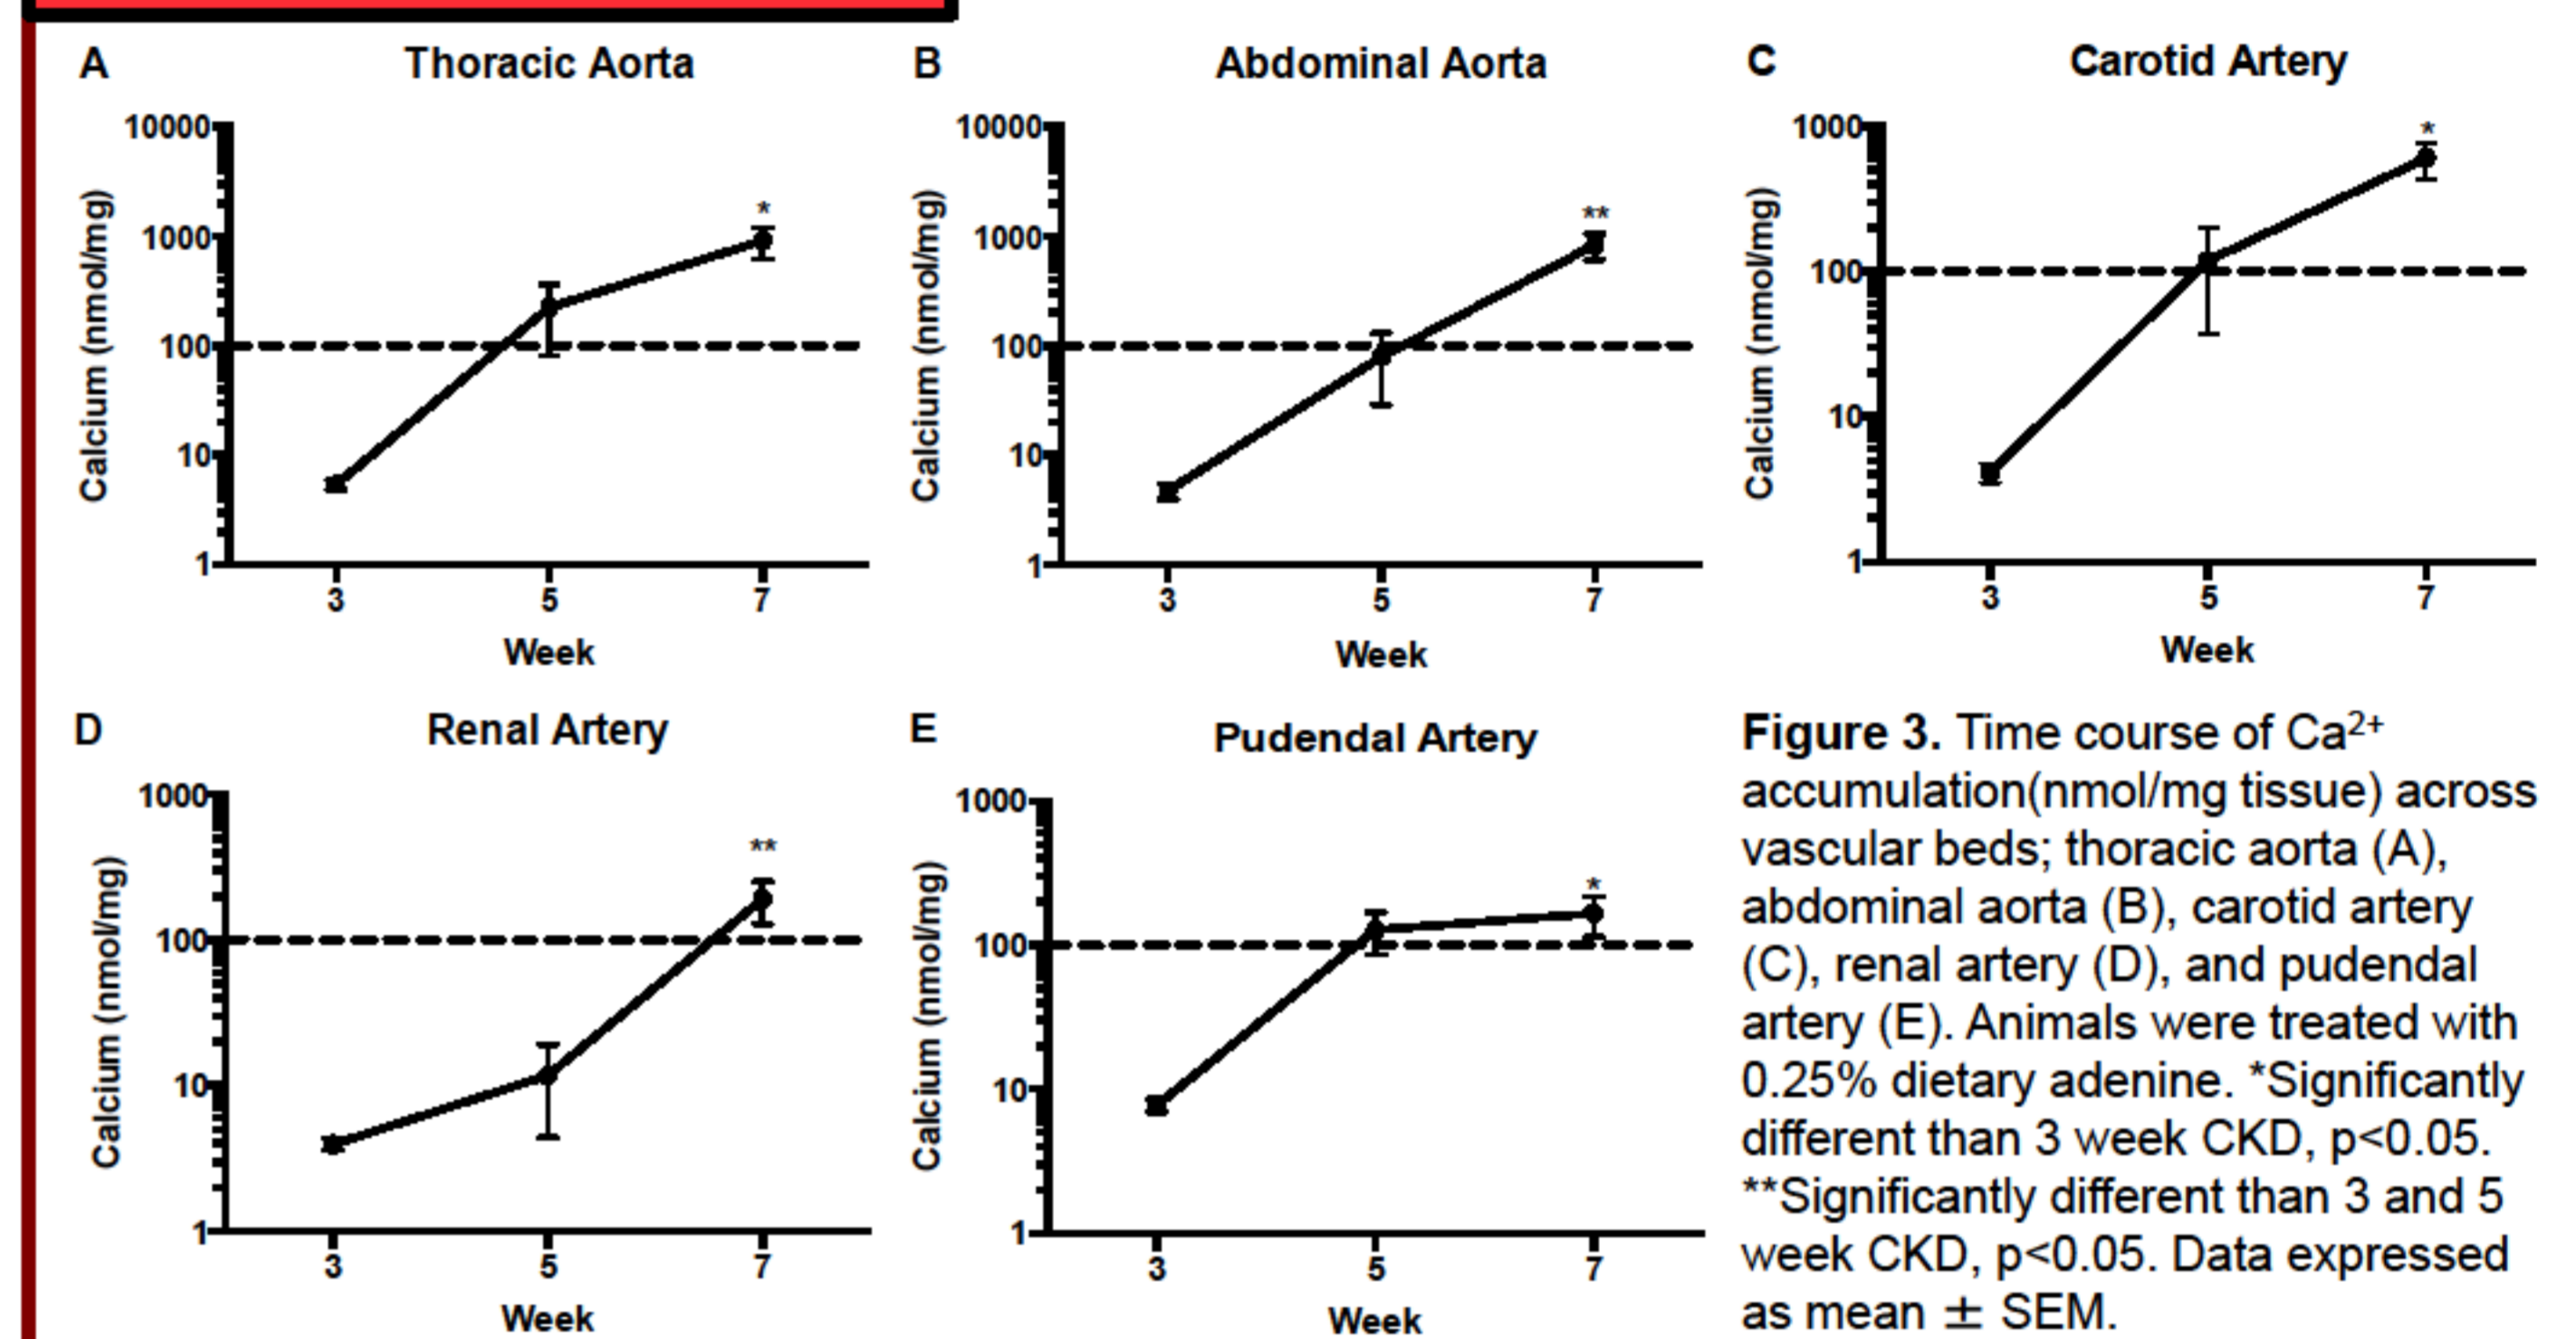 A
Thoracic Aorta
10000
1000
100
10
1
Calcium (nmol/mg)
*
3 5 7
Week
B
Abdominal Aorta
10000
1000
100
10
1
Calcium (nmol/mg)
**
3 5 7
Week
C
Carotid Artery
1000
100
10
1
Calcium (nmol/mg)
*
3 5 7
Week
D
Renal Artery
1000
100
10
1
Calcium (nmol/mg)
**
3 5 7
Week
E
Pudendal Artery
1000
100
10
1
Calcium (nmol/mg)
*
3 5 7
Week
Figure 3. Time course of Ca²⁺
accumulation(nmol/mg tissue) across
vascular beds; thoracic aorta (A),
abdominal aorta (B), carotid artery
(C), renal artery (D), and pudendal
artery (E). Animals were treated with
0.25% dietary adenine. *Significantly
different than 3 week CKD, p<0.05.
**Significantly different than 3 and 5
week CKD, p<0.05. Data expressed
as mean ± SEM.